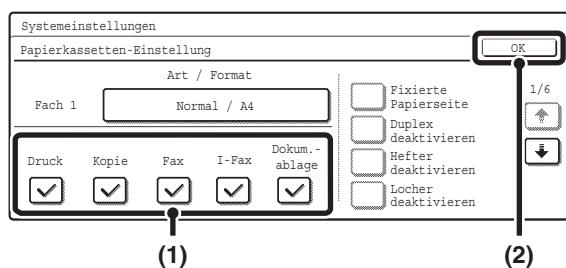 Systemeinstellungen
Papierkassetten-Einstellung
OK
Art / Format
Fach 1
Normal / A4
Fixierte
Papierseite
1/6
Duplex
deaktivieren
Hefter
deaktivieren
Locher
deaktivieren
Druck Kopie Fax I-Fax Dokum.-
ablage
(1) (2)